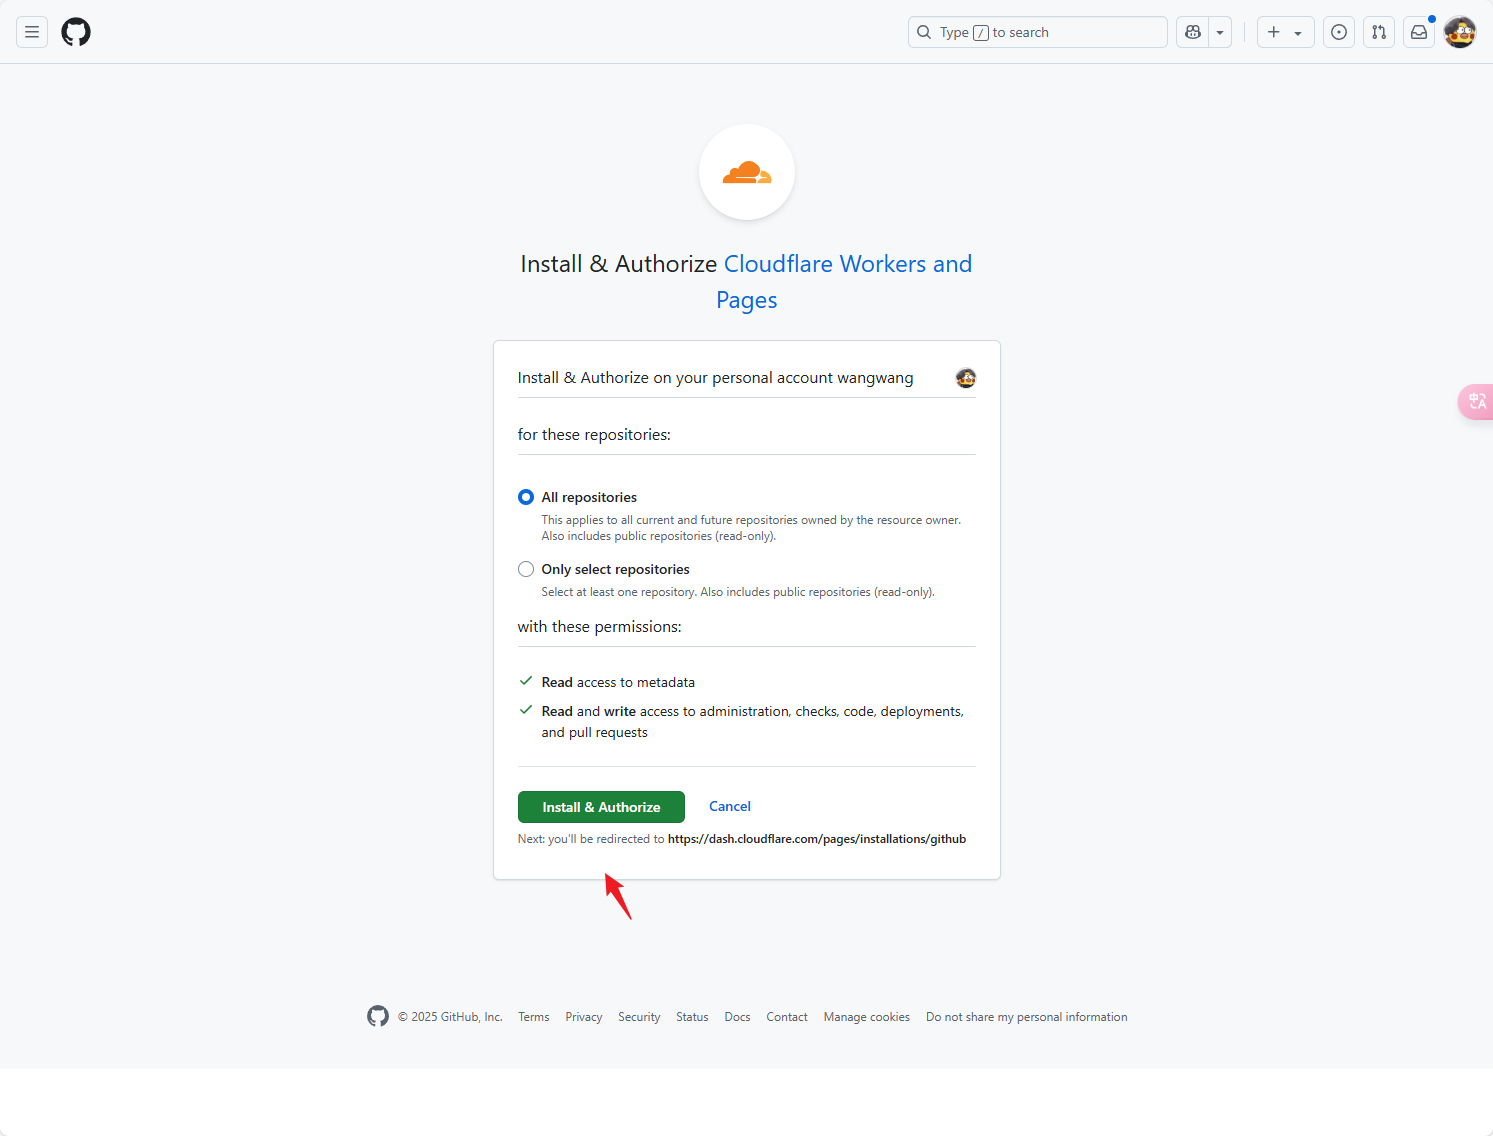 Type / to search
Install & Authorize Cloudflare Workers and
Pages
Install & Authorize on your personal account wangwang
for these repositories:
All repositories
This applies to all current and future repositories owned by the resource owner.
Also includes public repositories (read-only).
Only select repositories
Select at least one repository. Also includes public repositories (read-only).
with these permissions:
Read access to metadata
Read and write access to administration, checks, code, deployments,
and pull requests
Install & Authorize Cancel
Next: you'll be redirected to https://dash.cloudflare.com/pages/installations/github
© 2025 GitHub, Inc. Terms Privacy Security Status Docs Contact Manage cookies Do not share my personal information